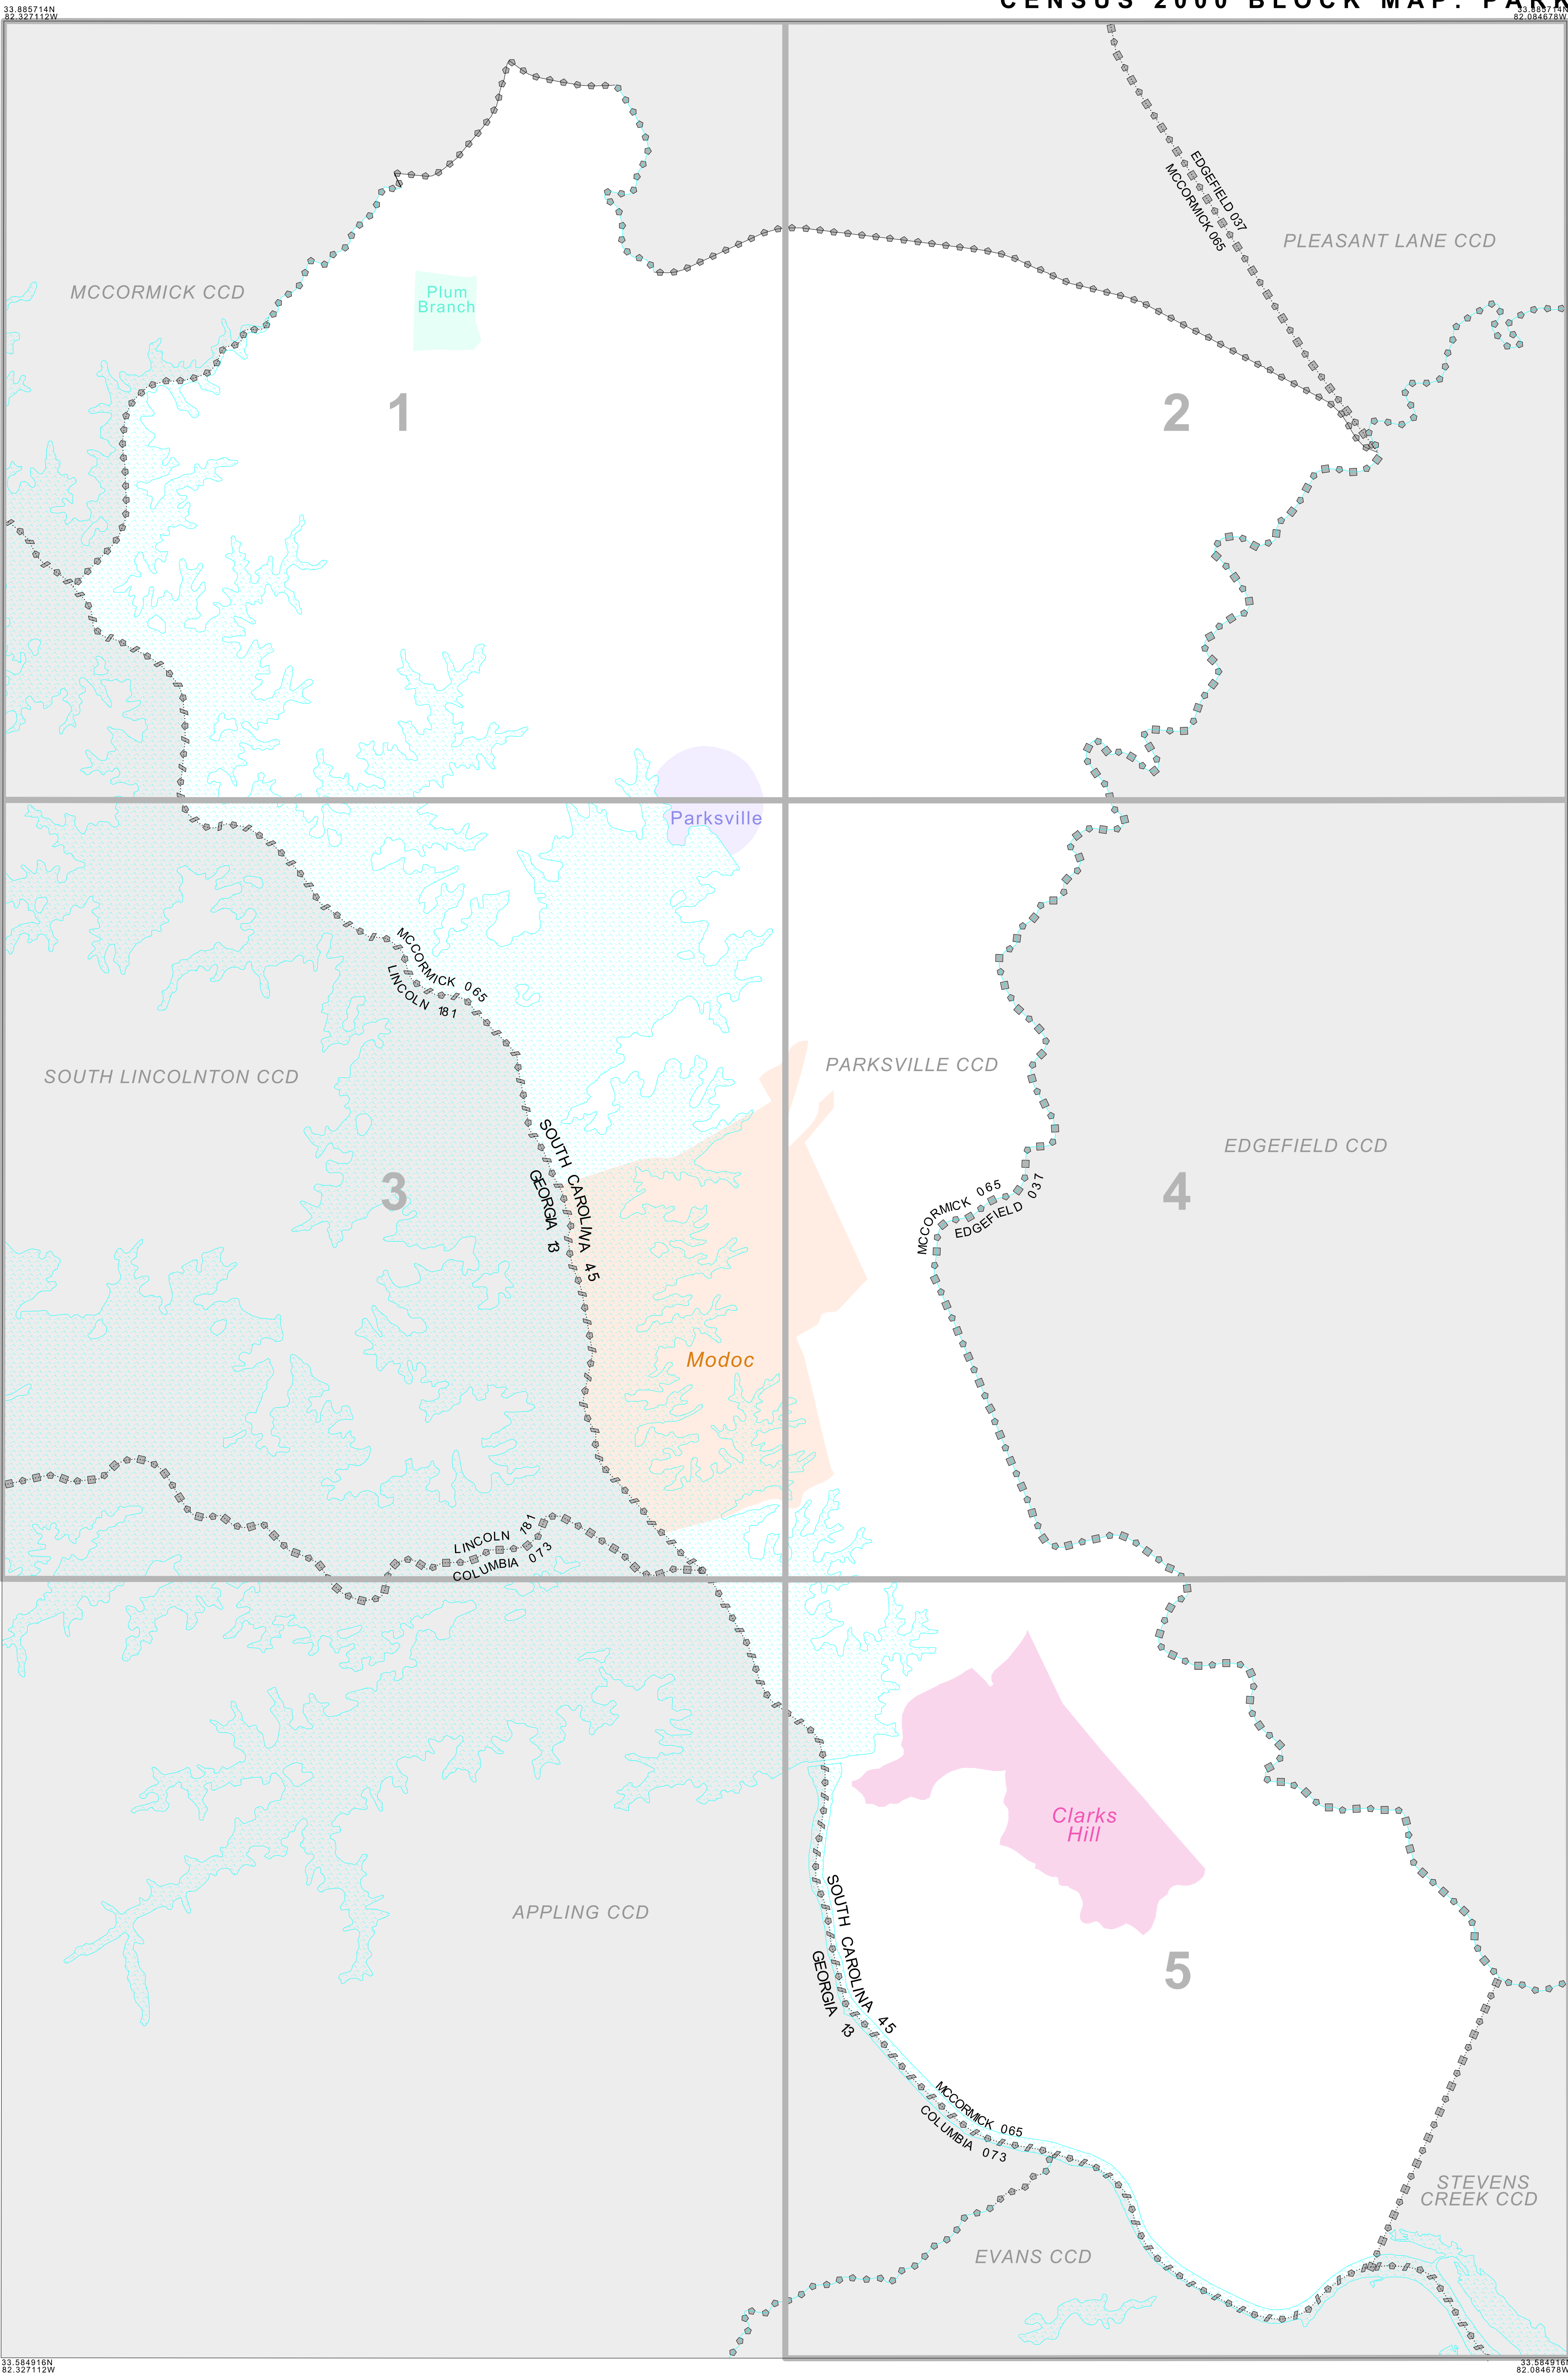 CENSUS 2000 BLOCK MAP: PARK
33.885714N
82.327112W
33.885714N
82.084678W
EDGEFIELD 037
MCCORMICK 065
PLEASANT LANE CCD
MCCORMICK CCD
Plum
Branch
1
2
Parksville
MCCORMICK 065
LINCOLN 181
SOUTH LINCOLNTON CCD
PARKSVILLE CCD
EDGEFIELD CCD
SOUTH CAROLINA 45
GEORGIA 13
3
4
MCCORMICK 065
EDGEFIELD 037
Modoc
LINCOLN 181
COLUMBIA 073
Clarks
Hill
APPLING CCD
SOUTH CAROLINA 45
GEORGIA 13
5
MCCORMICK 065
COLUMBIA 073
STEVENS
CREEK CCD
EVANS CCD
33.584916N
82.327112W
33.584916N
82.084678W